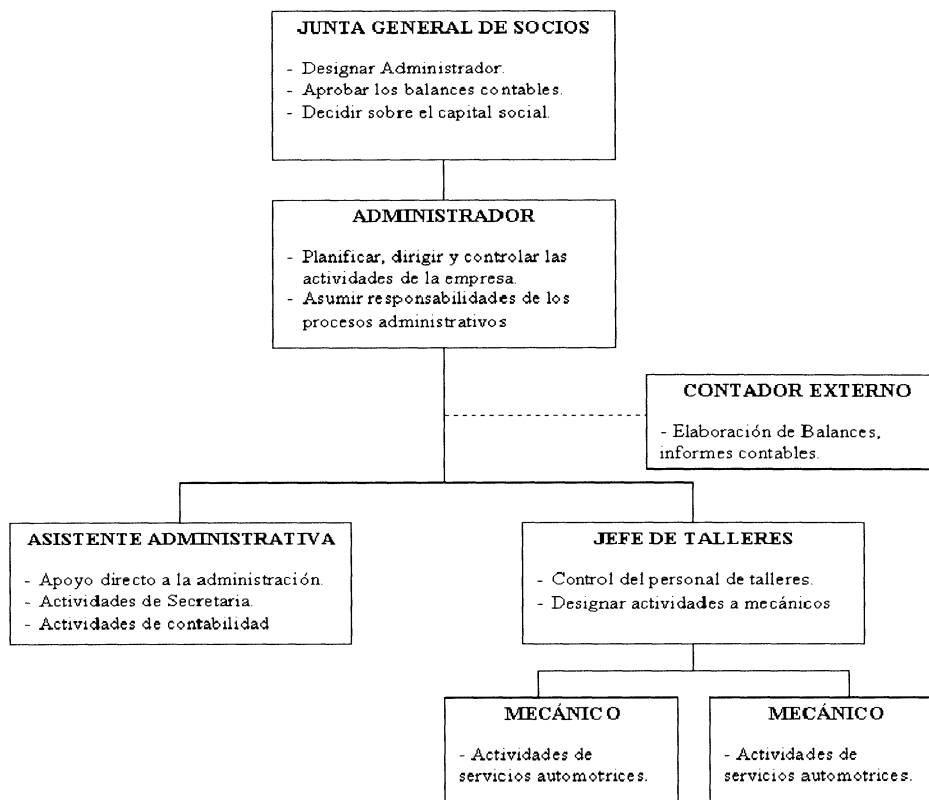 JUNTA GENERAL DE SOCIOS
- Designar Administrador.
- Aprobar los balances contables.
- Decidir sobre el capital social.
ADMINISTRADOR
- Planificar, dirigir y controlar las
actividades de la empresa.
- Asumir responsabilidades de los
procesos administrativos
CONTADOR EXTERNO
- Elaboración de Balances,
informes contables.
ASISTENTE ADMINISTRATIVA
- Apoyo directo a la administración.
- Actividades de Secretaria.
- Actividades de contabilidad
JEFE DE TALLERES
- Control del personal de talleres.
- Designar actividades a mecánicos
MECÁNICO
- Actividades de
servicios automotrices.
MECÁNICO
- Actividades de
servicios automotrices.